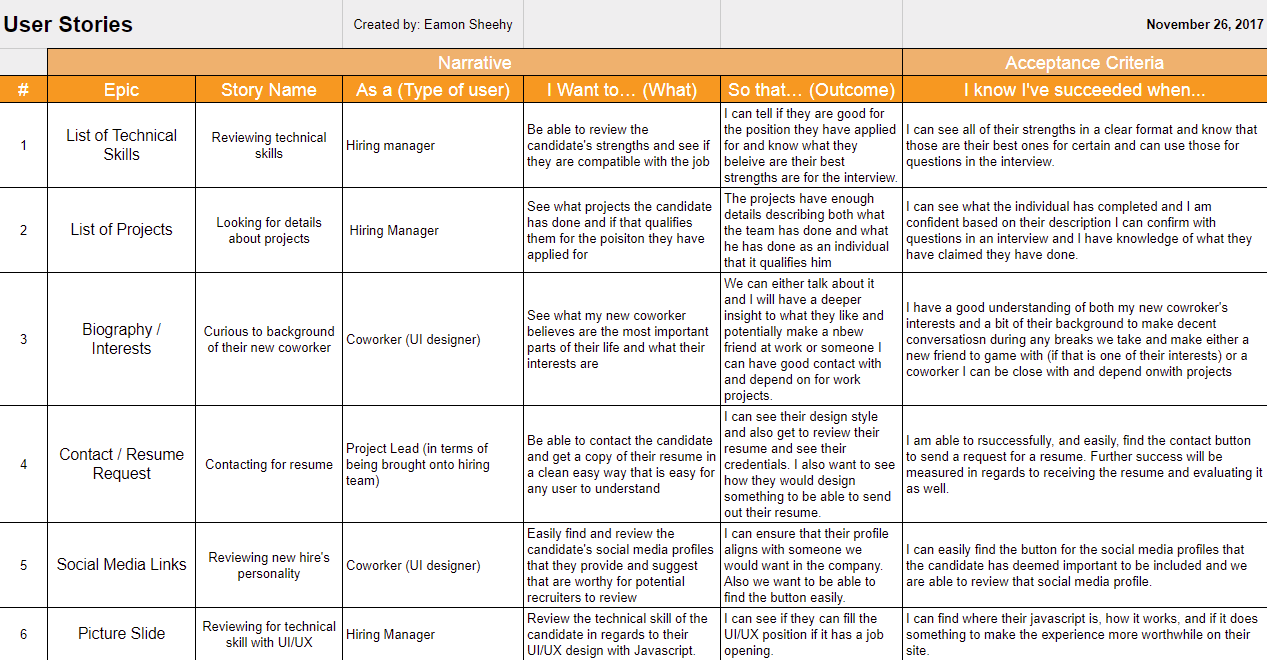 User Stories
Created by: Eamon Sheehy
November 26, 2017
Narrative
Acceptance Criteria
#
Epic
Story Name
As a (Type of user)
I Want to… (What)
So that… (Outcome)
I know I've succeeded when...
1
List of Technical
Skills
Reviewing technical
skills
Hiring manager
Be able to review the
candidate's strengths and see if
they are compatible with the job
I can tell if they are good for
the position they have applied
for and know what they
beleive are their best
strengths are for the interview.
I can see all of their strengths in a clear format and know that
those are their best ones for certain and can use those for
questions in the interview.
2
List of Projects
Looking for details
about projects
Hiring Manager
See what projects the candidate
has done and if that qualifies
them for the poisiton they have
applied for
The projects have enough
details describing both what
the team has done and what
he has done as an individual
that it qualifies him
I can see what the individual has completed and I am
confident based on their description I can confirm with
questions in an interview and I have knowledge of what they
have claimed they have done.
3
Biography /
Interests
Curious to background
of their new coworker
Coworker (UI designer)
See what my new coworker
believes are the most important
parts of their life and what their
interests are
We can either talk about it
and I will have a deeper
insight to what they like and
potentially make a nbew
friend at work or someone I
can have good contact with
and depend on for work
projects.
I have a good understanding of both my new cowroker's
interests and a bit of their background to make decent
conversatiosn during any breaks we take and make either a
new friend to game with (if that is one of their interests) or a
coworker I can be close with and depend onwith projects
4
Contact / Resume
Request
Contacting for resume
Project Lead (in terms of
being brought onto hiring
team)
Be able to contact the candidate
and get a copy of their resume in
a clean easy way that is easy for
any user to understand
I can see their design style
and also get to review their
resume and see their
credentials. I also want to see
how they would design
something to be able to send
out their resume.
I am able to rsuccessfully, and easily, find the contact button
to send a request for a resume. Further success will be
measured in regards to receiving the resume and evaluating it
as well.
5
Social Media Links
Reviewing new hire's
personality
Coworker (UI designer)
Easily find and review the
candidate's social media profiles
that they provide and suggest
that are worthy for potential
recruiters to review
I can ensure that their profile
aligns with someone we
would want in the company.
Also we want to be able to
find the button easily.
I can easily find the button for the social media profiles that
the candidate has deemed important to be included and we
are able to review that social media profile.
6
Picture Slide
Reviewing for technical
skill with UI/UX
Hiring Manager
Review the technical skill of the
candidate in regards to their
UI/UX design with Javascript.
I can see if they can fill the
UI/UX position if it has a job
opening.
I can find where their javascript is, how it works, and if it does
something to make the experience more worthwhile on their
site.